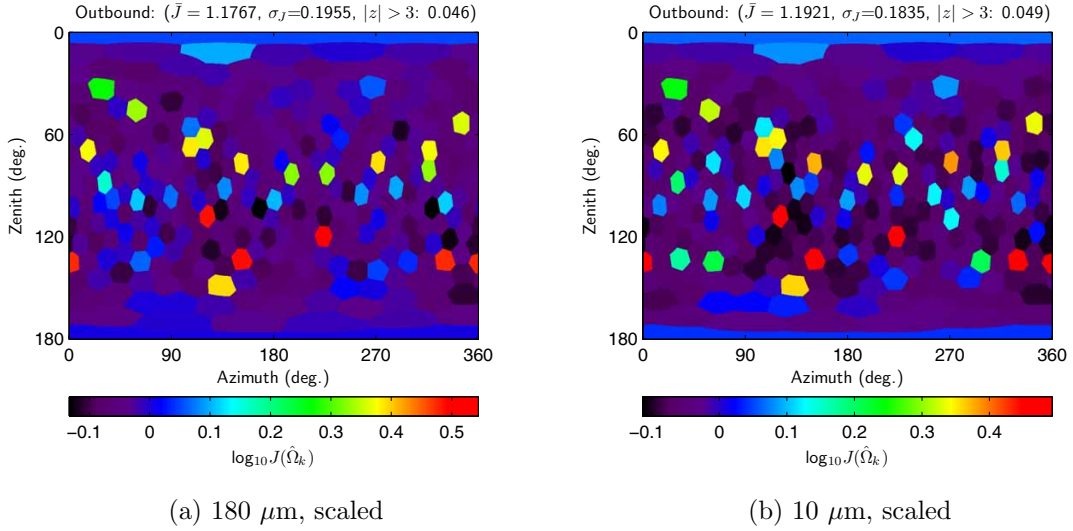 Outbound: (J̄ = 1.1767, σ_J=0.1955, |z| > 3: 0.046)
0
60
120
180
Zenith (deg.)
0 90 180 270 360
Azimuth (deg.)
−0.1 0 0.1 0.2 0.3 0.4 0.5
log₁₀J(Ω̂_k)
(a) 180 μm, scaled
Outbound: (J̄ = 1.1921, σ_J=0.1835, |z| > 3: 0.049)
0
60
120
180
Zenith (deg.)
0 90 180 270 360
Azimuth (deg.)
−0.1 0 0.1 0.2 0.3 0.4
log₁₀J(Ω̂_k)
(b) 10 μm, scaled